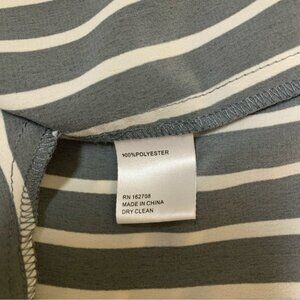 100%POLYESTER
RN 162708
MADE IN CHINA
DRY CLEAN